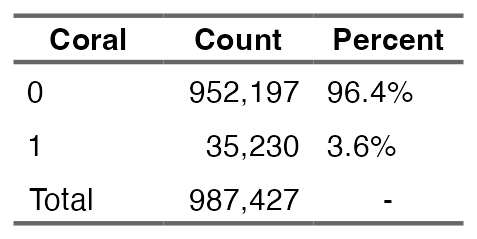 Coral Count Percent
0 952,197 96.4%
1 35,230 3.6%
Total 987,427 -